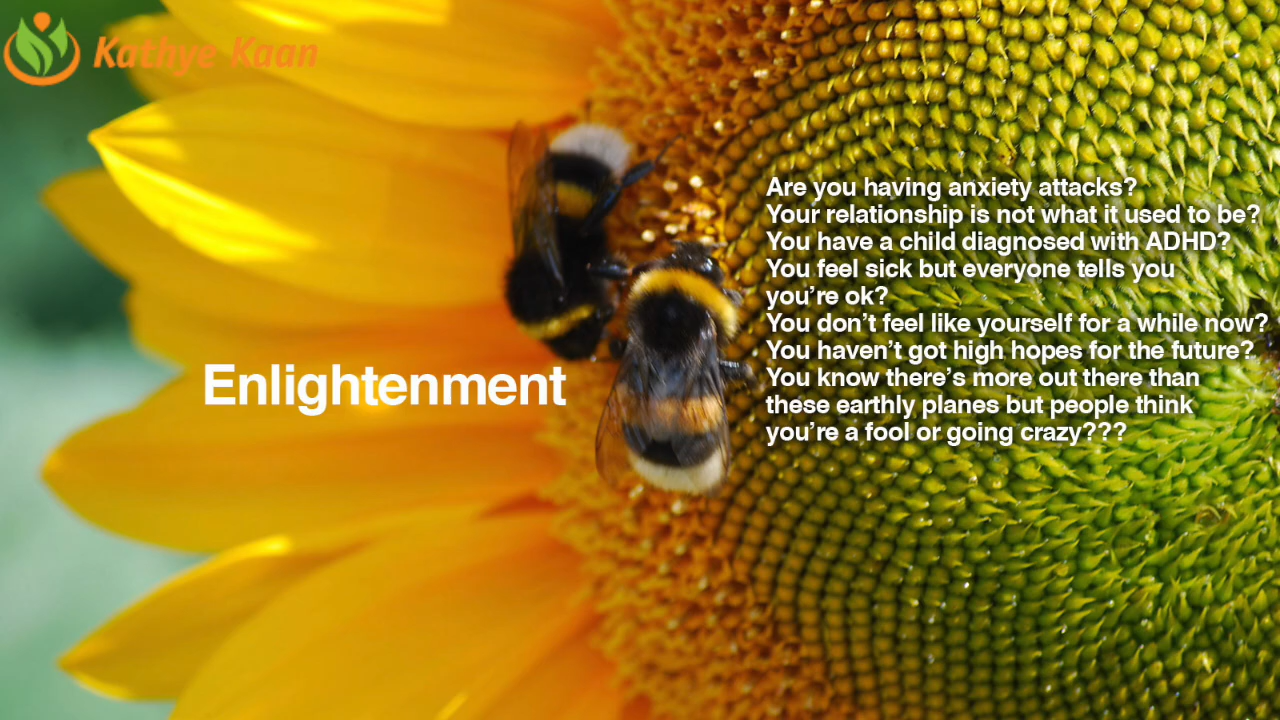 Kathye Kaan
Enlightenment
Are you having anxiety attacks?
Your relationship is not what it used to be?
You have a child diagnosed with ADHD?
You feel sick but everyone tells you
you’re ok?
You don’t feel like yourself for a while now?
You haven’t got high hopes for the future?
You know there’s more out there than
these earthly planes but people think
you’re a fool or going crazy???